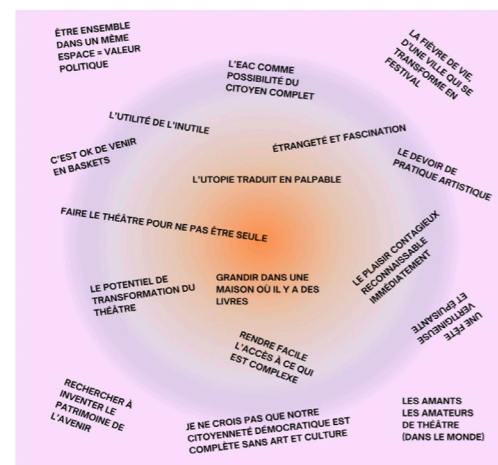 ÊTRE ENSEMBLE
DANS UN MÊME
ESPACE = VALEUR
POLITIQUE
L'EAC COMME
POSSIBILITÉ DU
CITOYEN COMPLET
LA FIÈVRE DE VIE,
D'UNE VILLE QUI SE
TRANSFORME EN
FESTIVAL
L'UTILITÉ DE L'INUTILE
ÉTRANGETÉ ET FASCINATION
C'EST OK DE VENIR
EN BASKETS
LE DEVOIR DE
PRATIQUE ARTISTIQUE
L'UTOPIE TRADUIT EN PALPABLE
FAIRE LE THÉÂTRE POUR NE PAS ÊTRE SEUL.E
LE PLAISIR CONTAGIEUX
RECONNAISSABLE
IMMÉDIATEMENT
LE POTENTIEL DE
TRANSFORMATION DU
THÉÂTRE
GRANDIR DANS UNE
MAISON OÙ IL Y A DES
LIVRES
UNE FÊTE
VERTIGINEUSE
ET ÉPUISANTE
RENDRE FACILE
L'ACCÈS À CE QUI
EST COMPLEXE
RECHERCHER À
INVENTER LE
PATRIMOINE DE
L'AVENIR
JE NE CROIS PAS QUE NOTRE
CITOYENNETÉ DÉMOCRATIQUE EST
COMPLÈTE SANS ART ET CULTURE
LES AMANTS
LES AMATEURS
DE THÉÂTRE
(DANS LE MONDE)